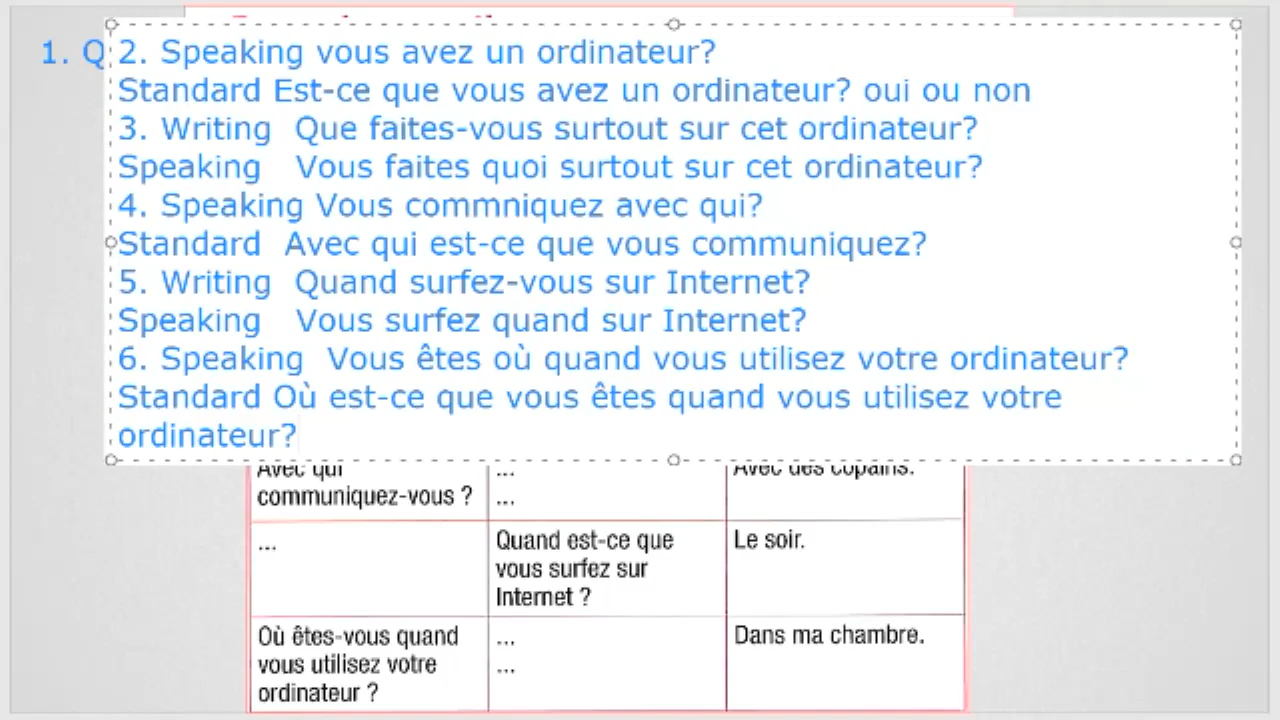 1. Q
2. Speaking vous avez un ordinateur?
Standard Est-ce que vous avez un ordinateur? oui ou non
3. Writing Que faites-vous surtout sur cet ordinateur?
Speaking Vous faites quoi surtout sur cet ordinateur?
4. Speaking Vous commniquez avec qui?
Standard Avec qui est-ce que vous communiquez?
5. Writing Quand surfez-vous sur Internet?
Speaking Vous surfez quand sur Internet?
6. Speaking Vous êtes où quand vous utilisez votre ordinateur?
Standard Où est-ce que vous êtes quand vous utilisez votre
ordinateur?
Avec qui
communiquez-vous ?
...
...
Avec des copains.
...
Quand est-ce que
vous surfez sur
Internet ?
Le soir.
Où êtes-vous quand
vous utilisez votre
ordinateur ?
...
...
Dans ma chambre.